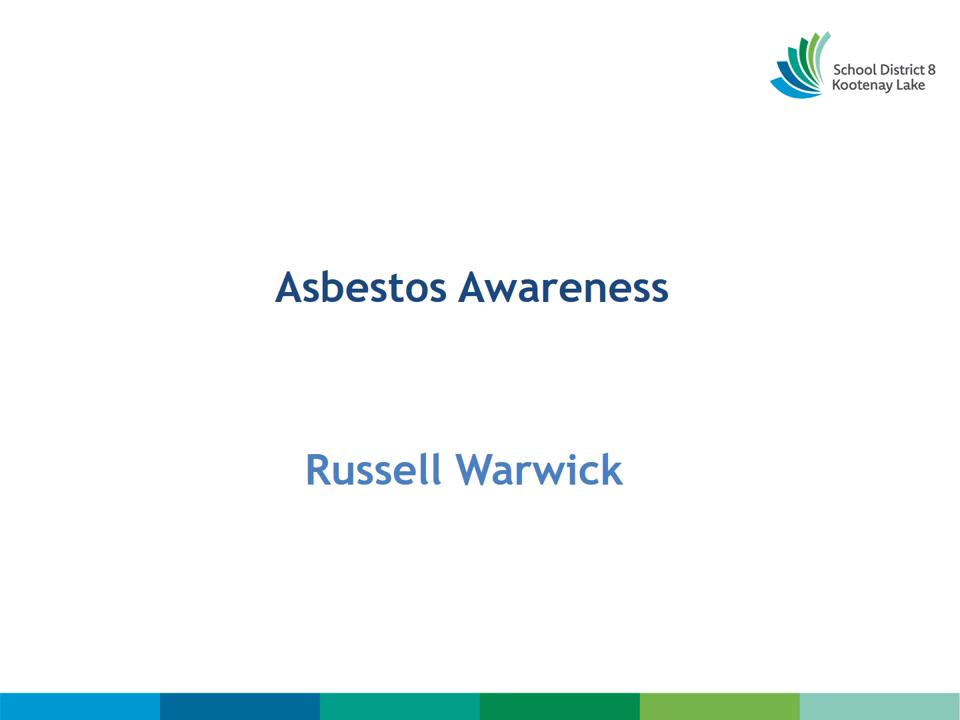 School District 8
Kootenay Lake
Asbestos Awareness
Russell Warwick